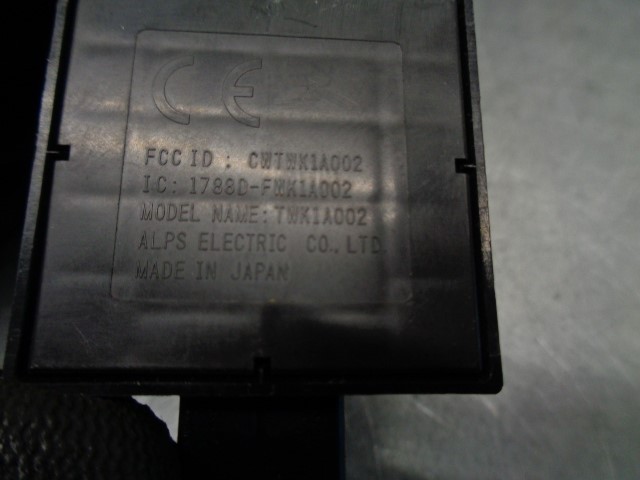 CE
FCC ID : CWTWK1A002
IC: 1788D-FWK1A002
MODEL NAME: TWK1A002
ALPS ELECTRIC CO., LTD.
MADE IN JAPAN